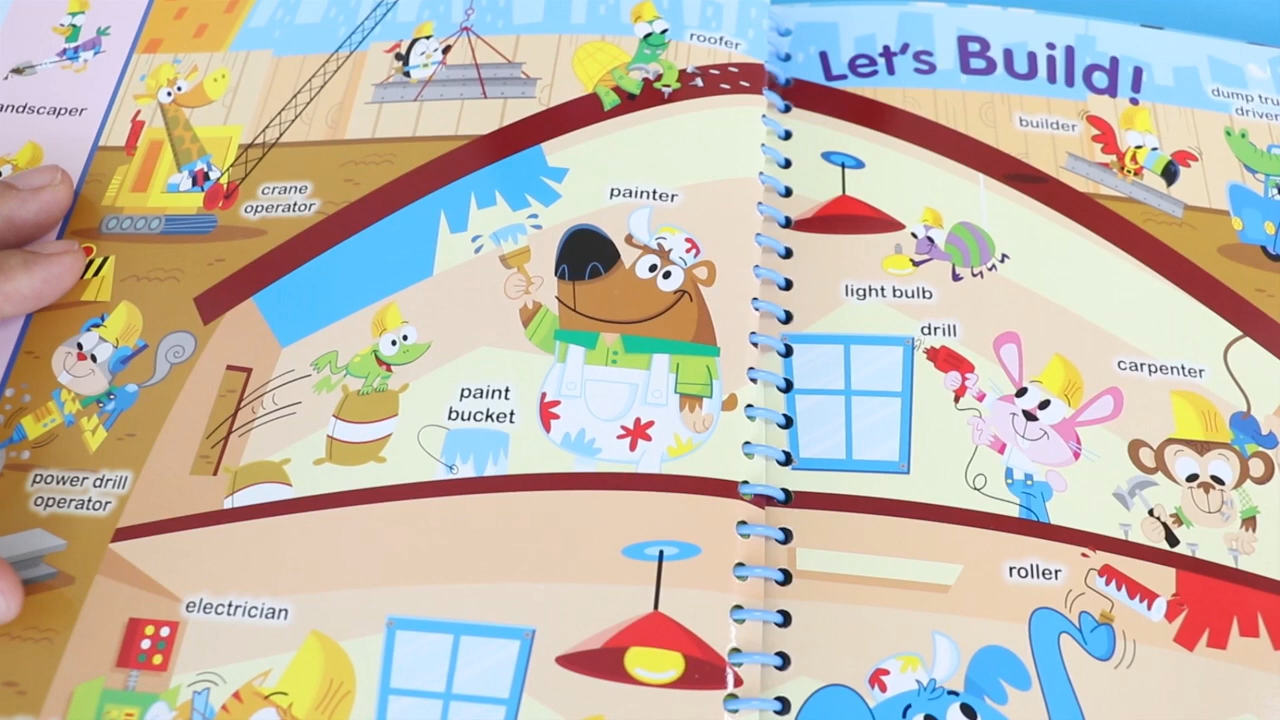 andscaper
crane
operator
power drill
operator
electrician
roofer
painter
paint
bucket
Let's Build!
builder
dump tru
driver
light bulb
drill
carpenter
roller